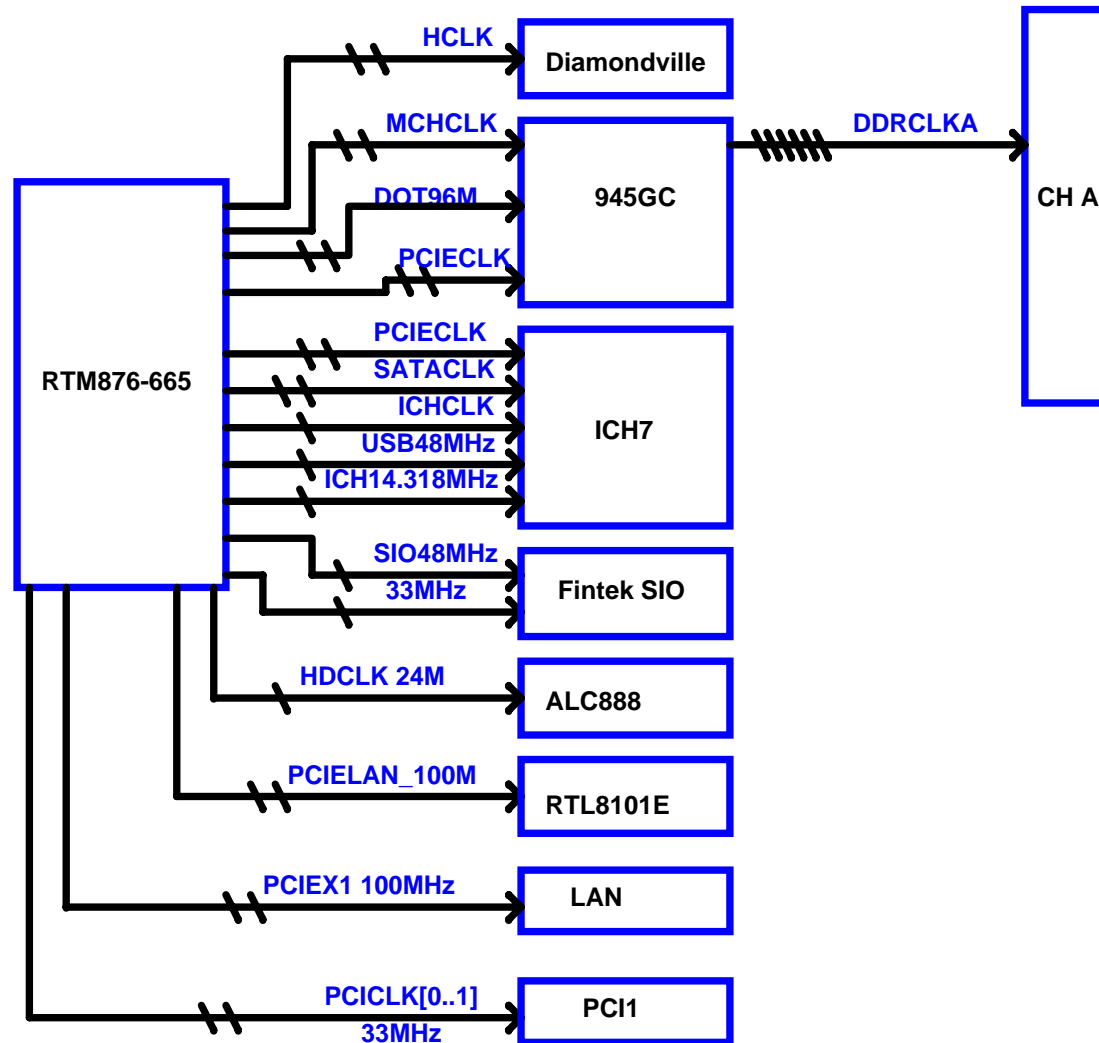 HCLK
Diamondville
MCHCLK
DDRCLKA
DOT96M
945GC
CH A
PCIECLK
RTM876-665
PCIECLK
SATACLK
ICHCLK
ICH7
USB48MHz
ICH14.318MHz
SIO48MHz
33MHz
Fintek SIO
HDCLK 24M
ALC888
PCIELAN_100M
RTL8101E
PCIEX1 100MHz
LAN
PCICLK[0..1]
33MHz
PCI1